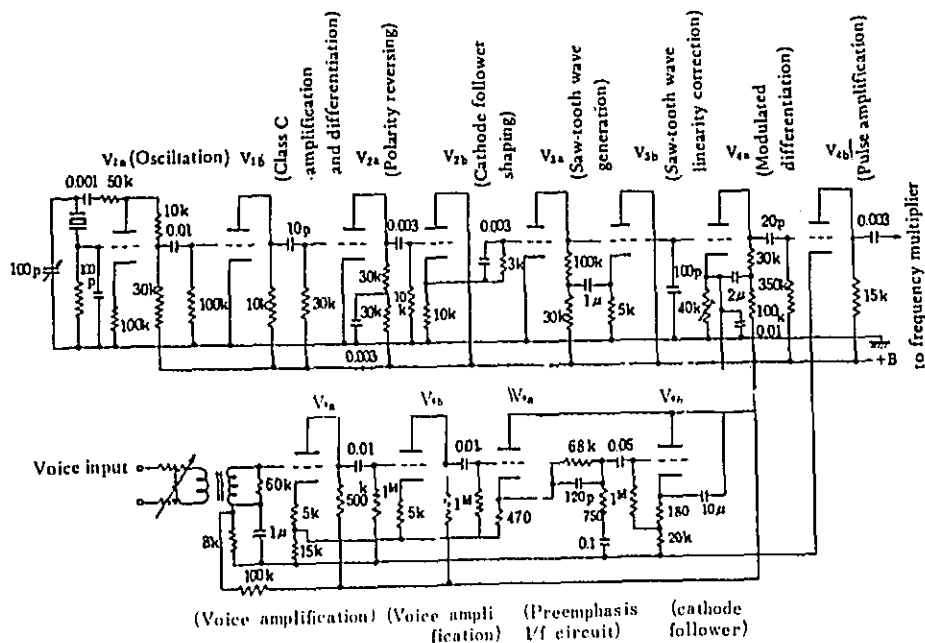 V1a (Oscillation)
V1b
(Class C
amplification
and differentiation)
V2a
(Polarity reversing)
V2b
(Cathode follower
shaping)
V3a
(Saw-tooth wave
generation)
V3b
(Saw-tooth wave
linearity correction)
V4a
(Modulated
differentiation)
V4b
(Pulse amplification)
0.001 50k
10k
0.01
10p
0.003
0.003
20p
0.003
100p
100k
30k
100k
10k
30k
30k
30k
0.003
10k
10k
3k
100k
1μ
30k
5k
100p
40k
2μ
30k
100k
0.01
350k
15k
+B
to frequency multiplier
Voice input
60k
8k
1μ
100k
5k
15k
500k
0.01
1M
5k
0.01
1M
470
68k
120p
0.05
1M
750
0.1
180
20k
10μ
(Voice amplification) (Voice ampli
fication)
(Preemphasis
1/f circuit)
(cathode
follower)